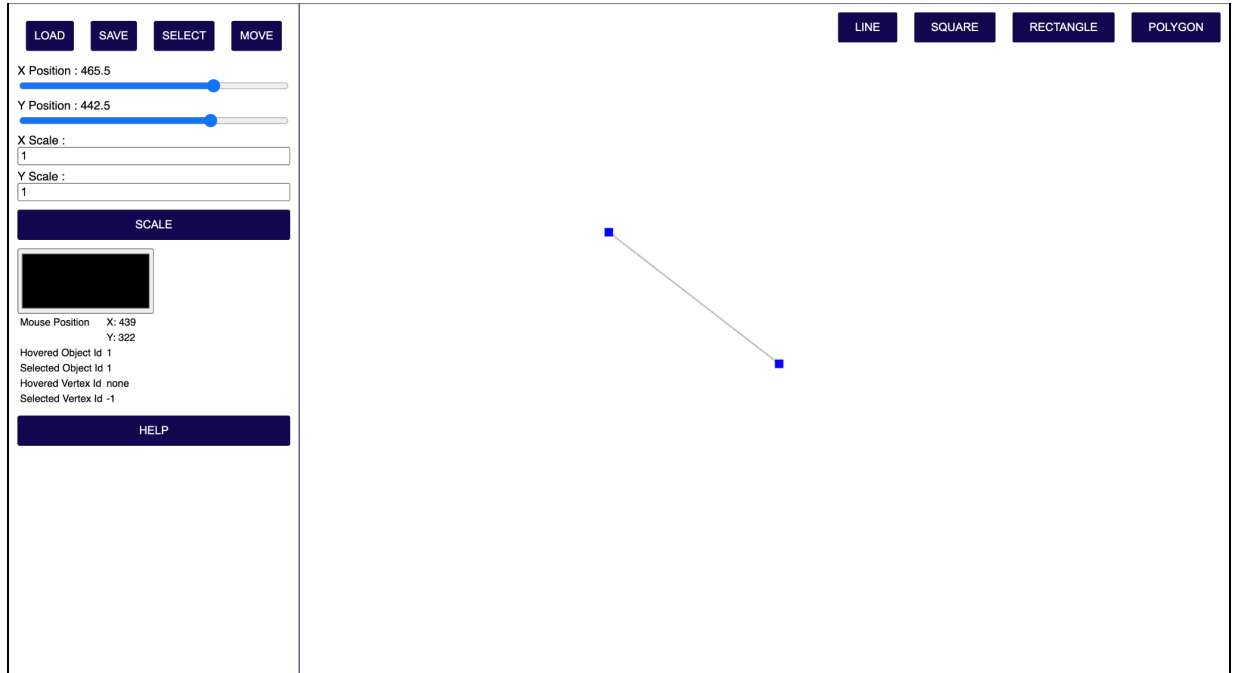 LOAD SAVE SELECT MOVE
LINE SQUARE RECTANGLE POLYGON
X Position : 465.5
Y Position : 442.5
X Scale :
1
Y Scale :
1
SCALE
Mouse Position X: 439
Y: 322
Hovered Object Id 1
Selected Object Id 1
Hovered Vertex Id none
Selected Vertex Id -1
HELP